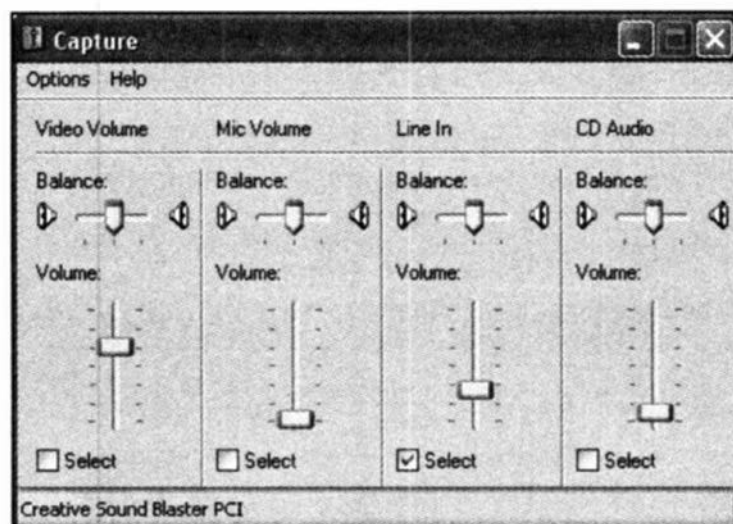 Capture
Options Help
Video Volume Mic Volume Line In CD Audio
Balance: Balance: Balance: Balance:
Volume: Volume: Volume: Volume:
Select Select Select Select
Creative Sound Blaster PCI